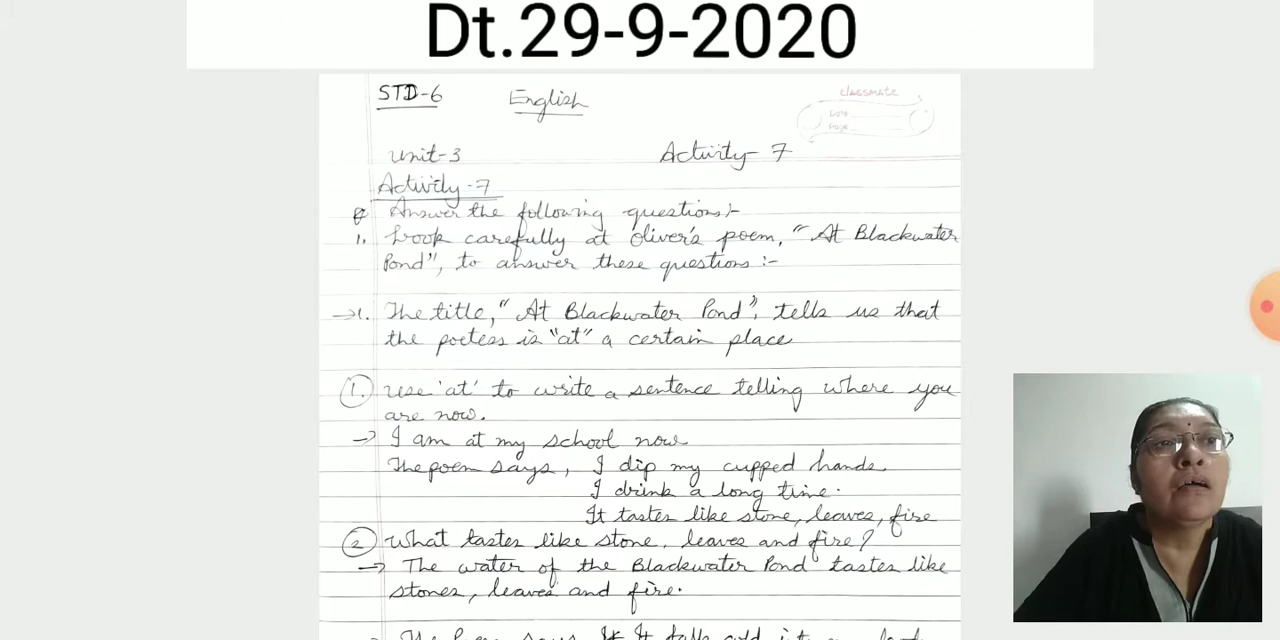 Dt.29-9-2020
STD-6 English
classmate
Date
Page
Unit-3 Activity-7
Activity-7
Answer the following questions:-
1. Look carefully at Oliver's poem, "At Blackwater
Pond", to answer these questions:-
→1. The title, "At Blackwater Pond", tells us that
the poetess is "at" a certain place
1. Use 'at' to write a sentence telling where you
are now.
→ I am at my school now
The poem says, I dip my cupped hands.
I drink a long time.
It tastes like stone, leaves, fire
2 What tastes like stone, leaves and fire?
→ The water of the Blackwater Pond tastes like
stones, leaves and fire.